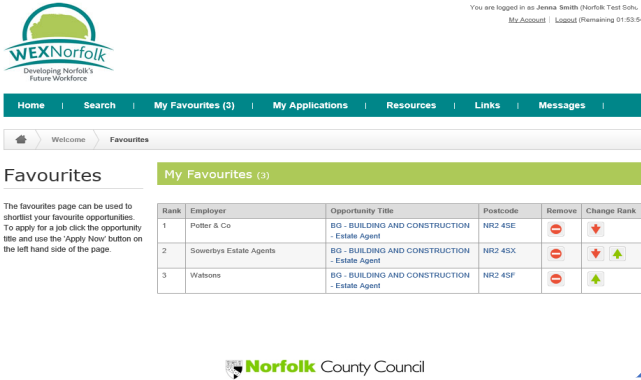 You are logged in as Jenna Smith (Norfolk Test
My Account | Logout (Remaining 01:53:5
WEXNorfolk
Developing Norfolk's
Future Workforce
Home | Search | My Favourites (3) | My Applications | Resources | Links | Messages |
Welcome Favourites
Favourites
The favourites page can be used to
shortlist your favourite opportunities.
To apply for a job click the opportunity
title and use the 'Apply Now' button on
the left hand side of the page.
My Favourites (3)
Rank Employer Opportunity Title Postcode Remove Change Rank
1 Potter & Co BG - BUILDING AND CONSTRUCTION NR2 4SE
- Estate Agent
2 Sowerbys Estate Agents BG - BUILDING AND CONSTRUCTION NR2 4SX
- Estate Agent
3 Watsons BG - BUILDING AND CONSTRUCTION NR2 4SF
- Estate Agent
Norfolk County Council